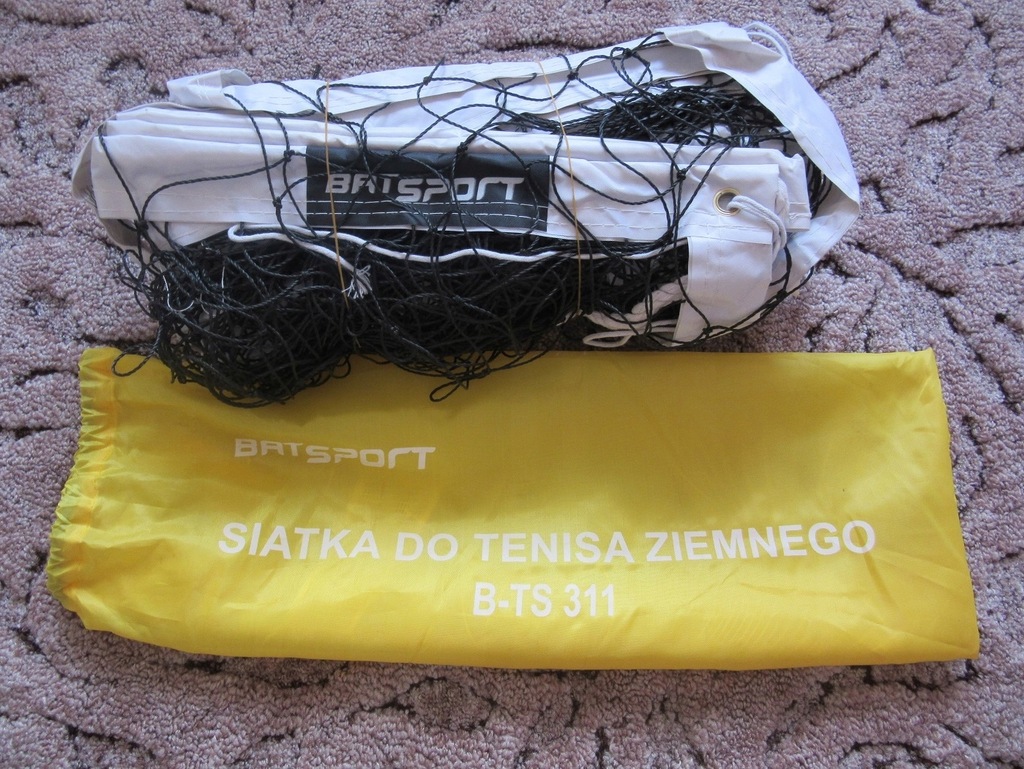 BATSPORT
BATSPORT
SIATKA DO TENISA ZIEMNEGO
B-TS 311